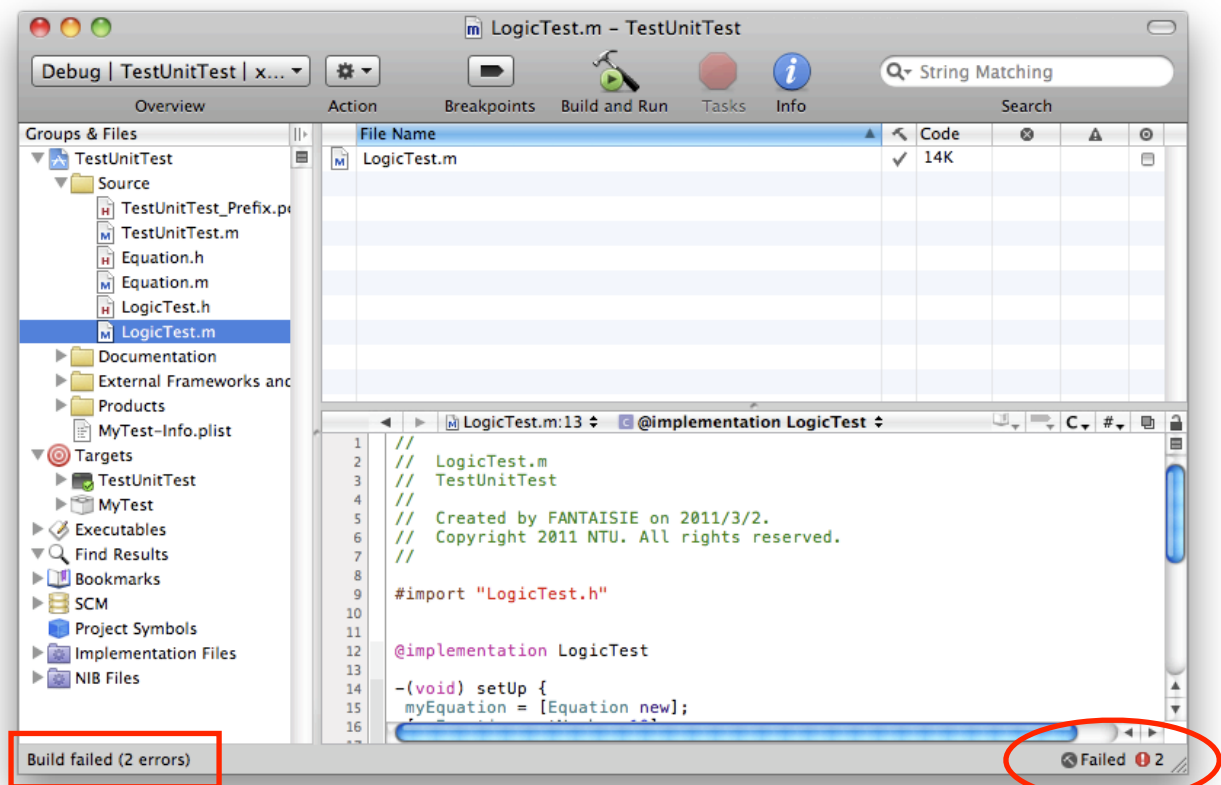 LogicTest.m – TestUnitTest
Debug | TestUnitTest | x...
String Matching
Overview
Action
Breakpoints
Build and Run
Tasks
Info
Search
Groups & Files
TestUnitTest
Source
TestUnitTest_Prefix.p
TestUnitTest.m
Equation.h
Equation.m
LogicTest.h
LogicTest.m
Documentation
External Frameworks and
Products
MyTest-Info.plist
Targets
TestUnitTest
MyTest
Executables
Find Results
Bookmarks
SCM
Project Symbols
Implementation Files
NIB Files
File Name
Code
LogicTest.m
14K
LogicTest.m:13
C @implementation LogicTest
C #
1 //
2 // LogicTest.m
3 // TestUnitTest
4 //
5 // Created by FANTAISIE on 2011/3/2.
6 // Copyright 2011 NTU. All rights reserved.
7 //
8
9 #import "LogicTest.h"
10
11
12 @implementation LogicTest
13
14 -(void) setUp {
15 myEquation = [Equation new];
16
Build failed (2 errors)
Failed 2